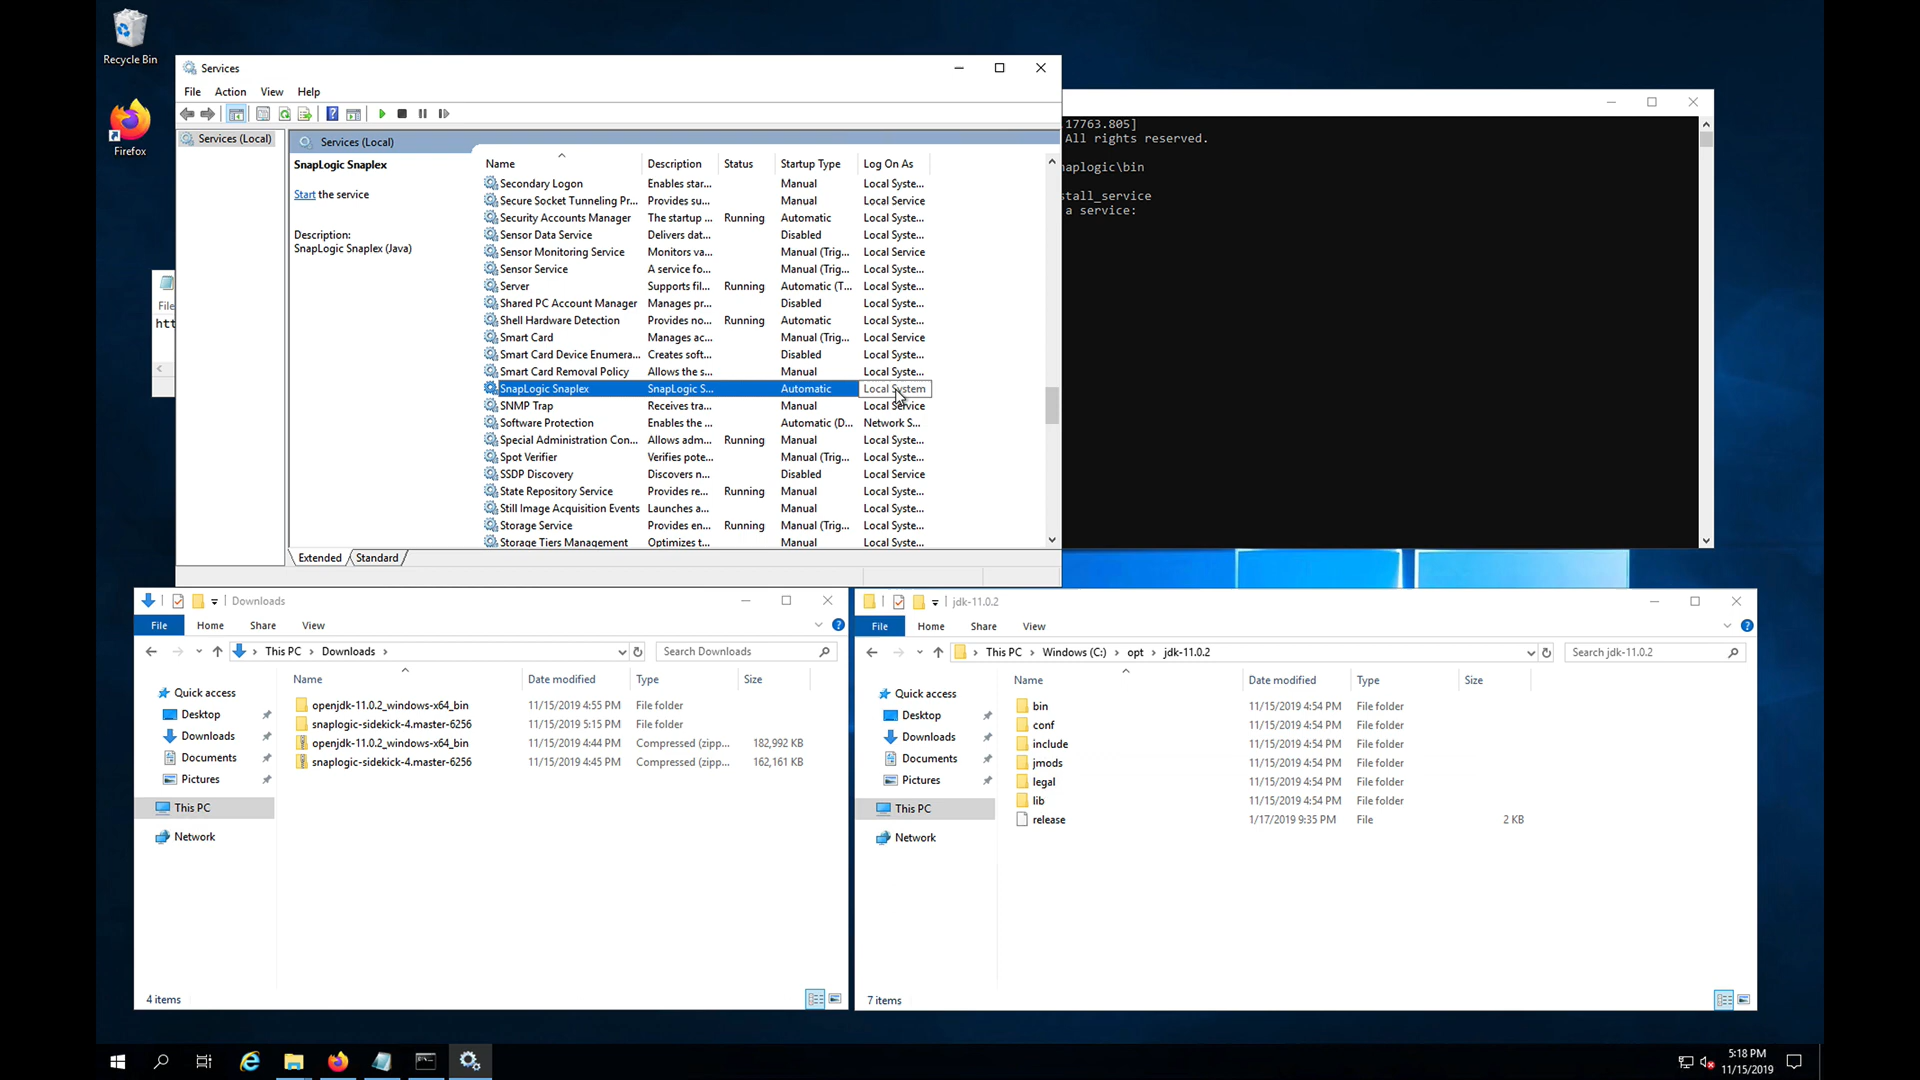 Recycle Bin
Firefox
Services
File Action View Help
Services (Local)
Services (Local)
SnapLogic Snaplex
Start the service
Description:
SnapLogic Snaplex (Java)
Name Description Status Startup Type Log On As
Secondary Logon Enables star... Manual Local Syste...
Secure Socket Tunneling Pr... Provides su... Manual Local Service
Security Accounts Manager The startup ... Running Automatic Local Syste...
Sensor Data Service Delivers dat... Disabled Local Syste...
Sensor Monitoring Service Monitors va... Manual (Trig... Local Service
Sensor Service A service fo... Manual (Trig... Local Syste...
Server Supports fil... Running Automatic (T... Local Syste...
Shared PC Account Manager Manages pr... Disabled Local Syste...
Shell Hardware Detection Provides no... Running Automatic Local Syste...
Smart Card Manages ac... Manual (Trig... Local Service
Smart Card Device Enumera... Creates soft... Disabled Local Syste...
Smart Card Removal Policy Allows the s... Manual Local Syste...
SnapLogic Snaplex SnapLogic S... Automatic Local System
SNMP Trap Receives tra... Manual Local Service
Software Protection Enables the ... Automatic (D... Network S...
Special Administration Con... Allows adm... Running Manual Local Syste...
Spot Verifier Verifies pote... Manual (Trig... Local Syste...
SSDP Discovery Discovers n... Disabled Local Service
State Repository Service Provides re... Running Manual Local Syste...
Still Image Acquisition Events Launches a... Manual Local Syste...
Storage Service Provides en... Running Manual (Trig... Local Syste...
Storage Tiers Management Optimizes t... Manual Local Syste...
Extended Standard
17763.805]
All rights reserved.
naplogic\bin
stall_service
a service:
File
htt
Downloads
File Home Share View
This PC Downloads
Search Downloads
Name Date modified Type Size
Quick access
Desktop
Downloads
Documents
Pictures
This PC
Network
openjdk-11.0.2_windows-x64_bin 11/15/2019 4:55 PM File folder
snaplogic-sidekick-4.master-6256 11/15/2019 5:15 PM File folder
openjdk-11.0.2_windows-x64_bin 11/15/2019 4:44 PM Compressed (zipp... 182,992 KB
snaplogic-sidekick-4.master-6256 11/15/2019 4:45 PM Compressed (zipp... 162,161 KB
4 items
jdk-11.0.2
File Home Share View
This PC Windows (C:) opt jdk-11.0.2
Search jdk-11.0.2
Name Date modified Type Size
Quick access
Desktop
Downloads
Documents
Pictures
This PC
Network
bin 11/15/2019 4:54 PM File folder
conf 11/15/2019 4:54 PM File folder
include 11/15/2019 4:54 PM File folder
jmods 11/15/2019 4:54 PM File folder
legal 11/15/2019 4:54 PM File folder
lib 11/15/2019 4:54 PM File folder
release 1/17/2019 9:35 PM File 2 KB
7 items
5:18 PM
11/15/2019